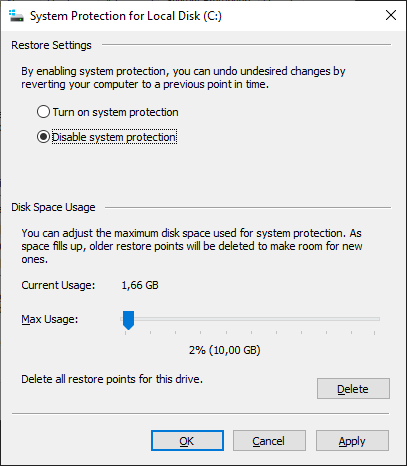 System Protection for Local Disk (C:)
Restore Settings
By enabling system protection, you can undo undesired changes by
reverting your computer to a previous point in time.
Turn on system protection
Disable system protection
Disk Space Usage
You can adjust the maximum disk space used for system protection. As
space fills up, older restore points will be deleted to make room for new
ones.
Current Usage: 1,66 GB
Max Usage:
2% (10,00 GB)
Delete all restore points for this drive.
Delete
OK Cancel Apply